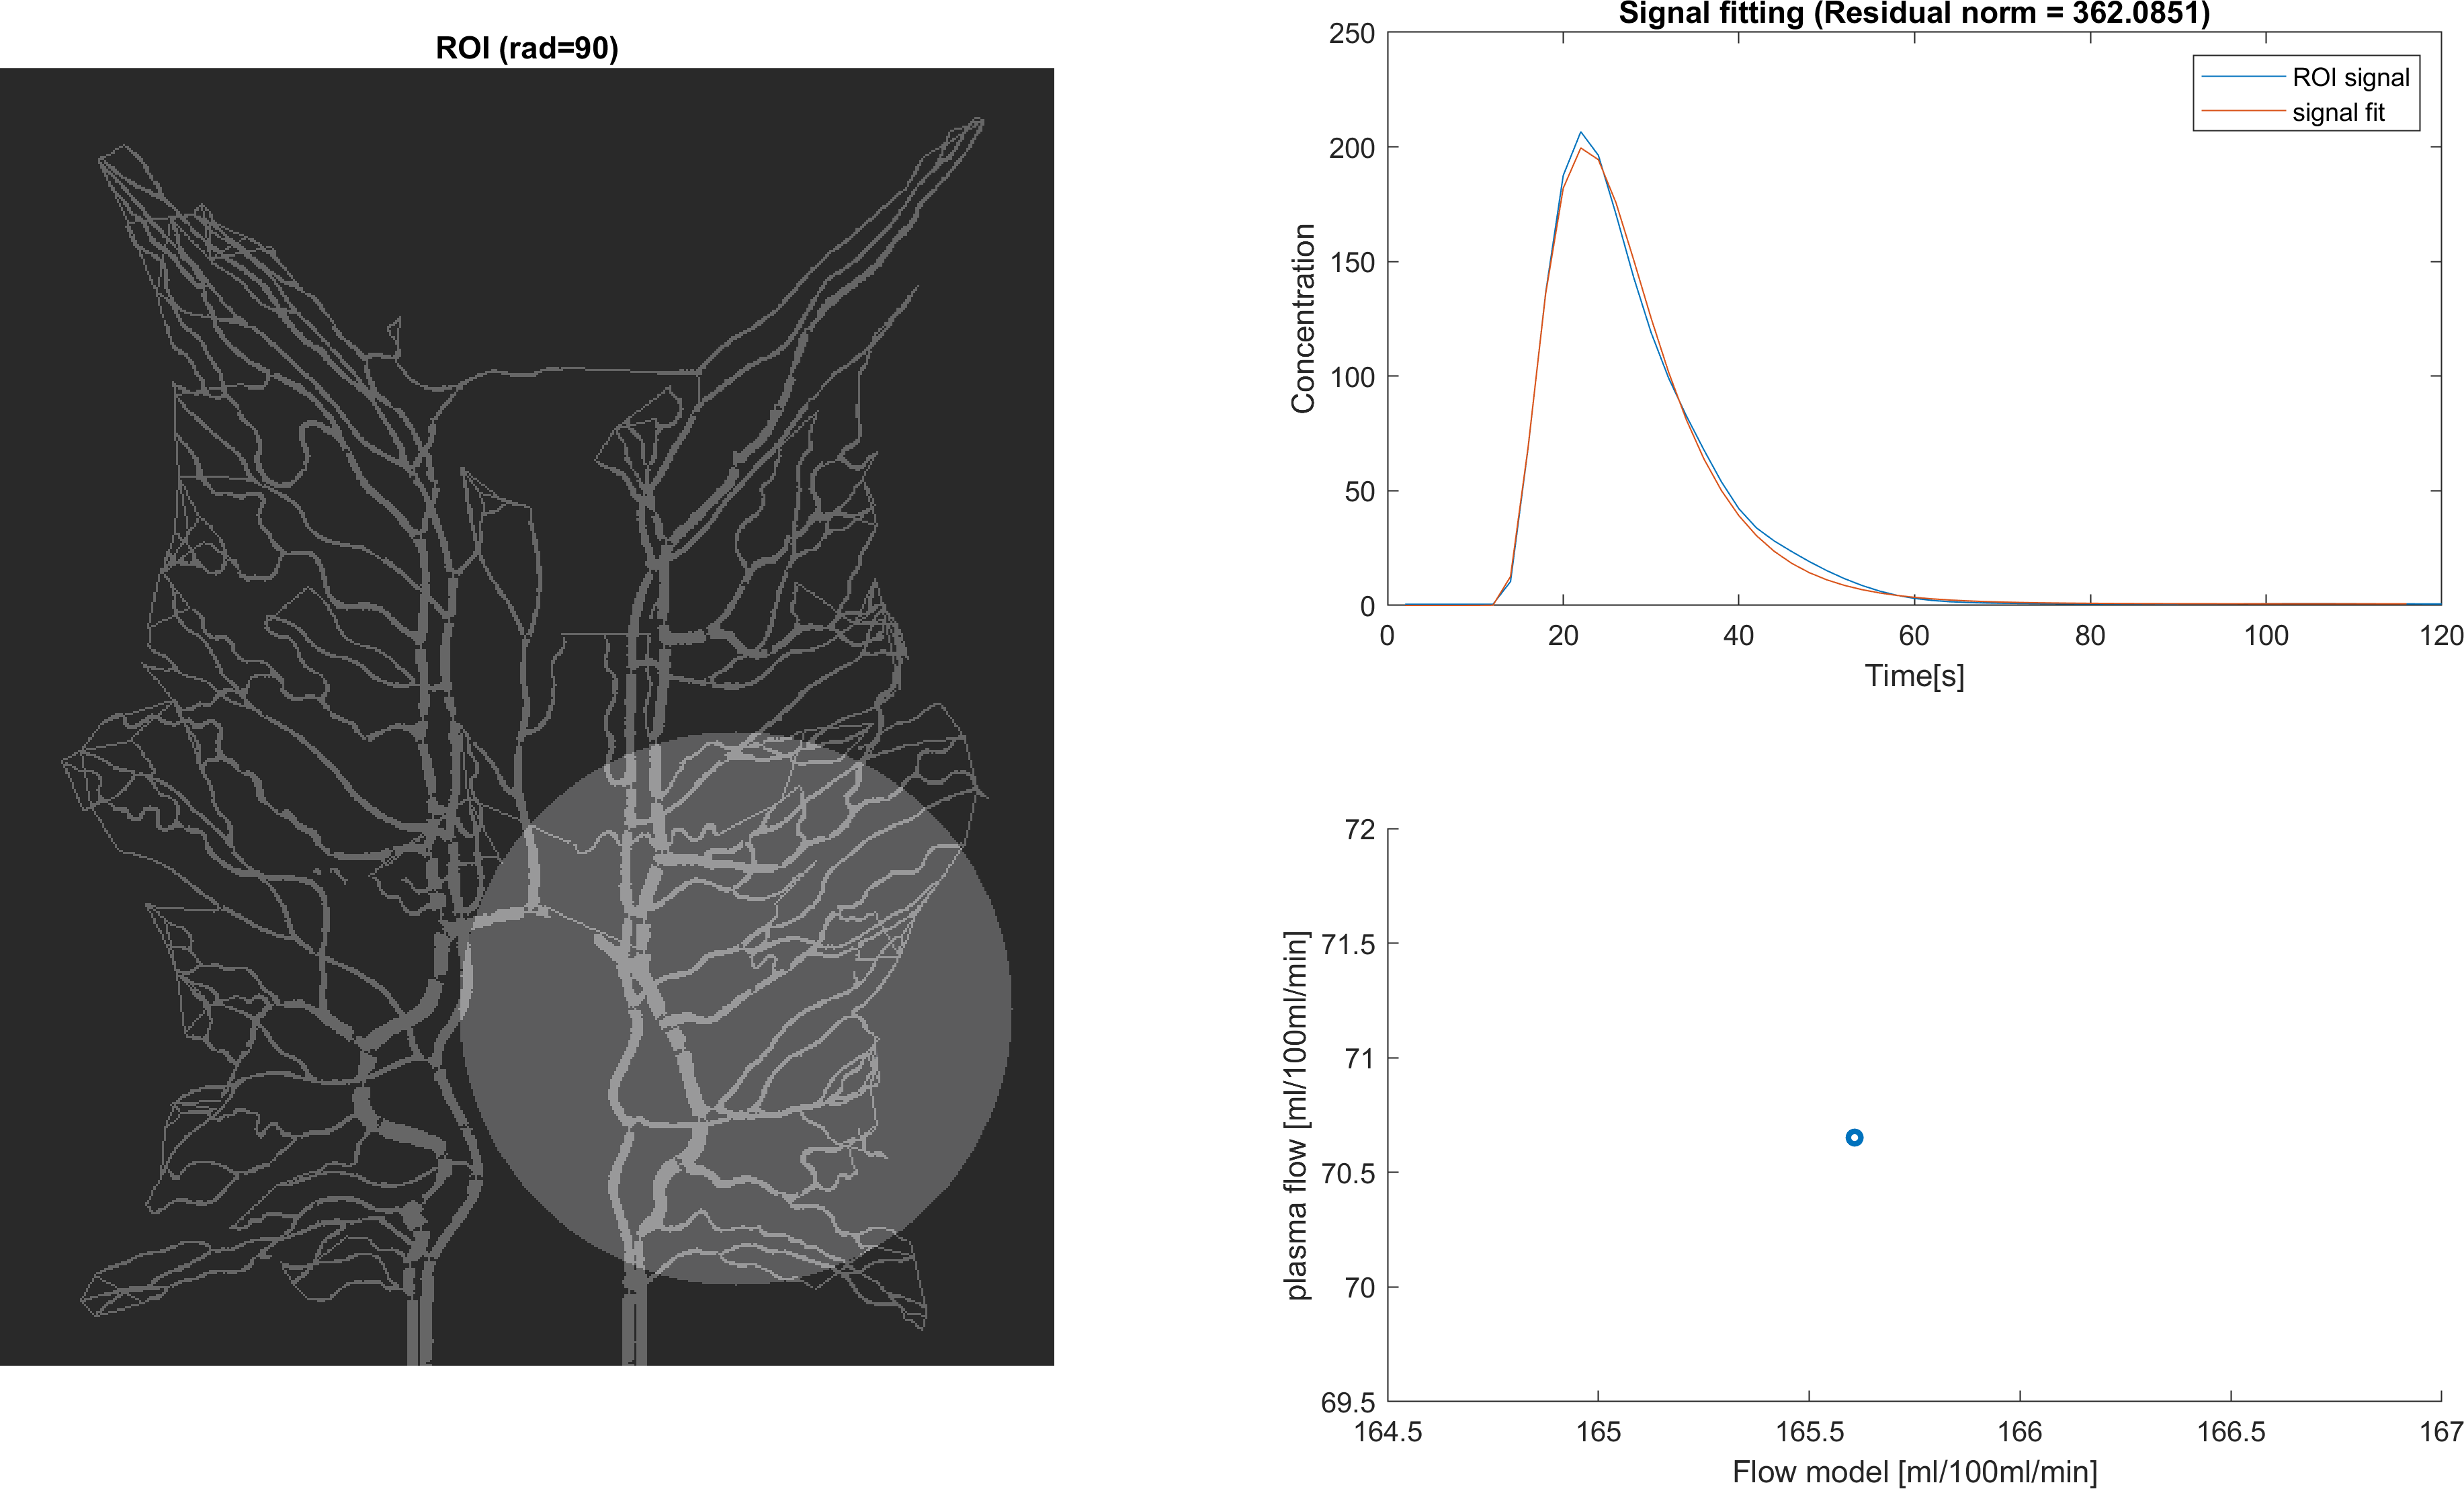 ROI (rad=90)
Signal fitting (Residual norm = 362.0851)
250
200
150
100
50
0
Concentration
0 20 40 60 80 100 120
Time[s]
ROI signal
signal fit
72
71.5
71
70.5
70
69.5
plasma flow [ml/100ml/min]
164.5 165 165.5 166 166.5 167
Flow model [ml/100ml/min]